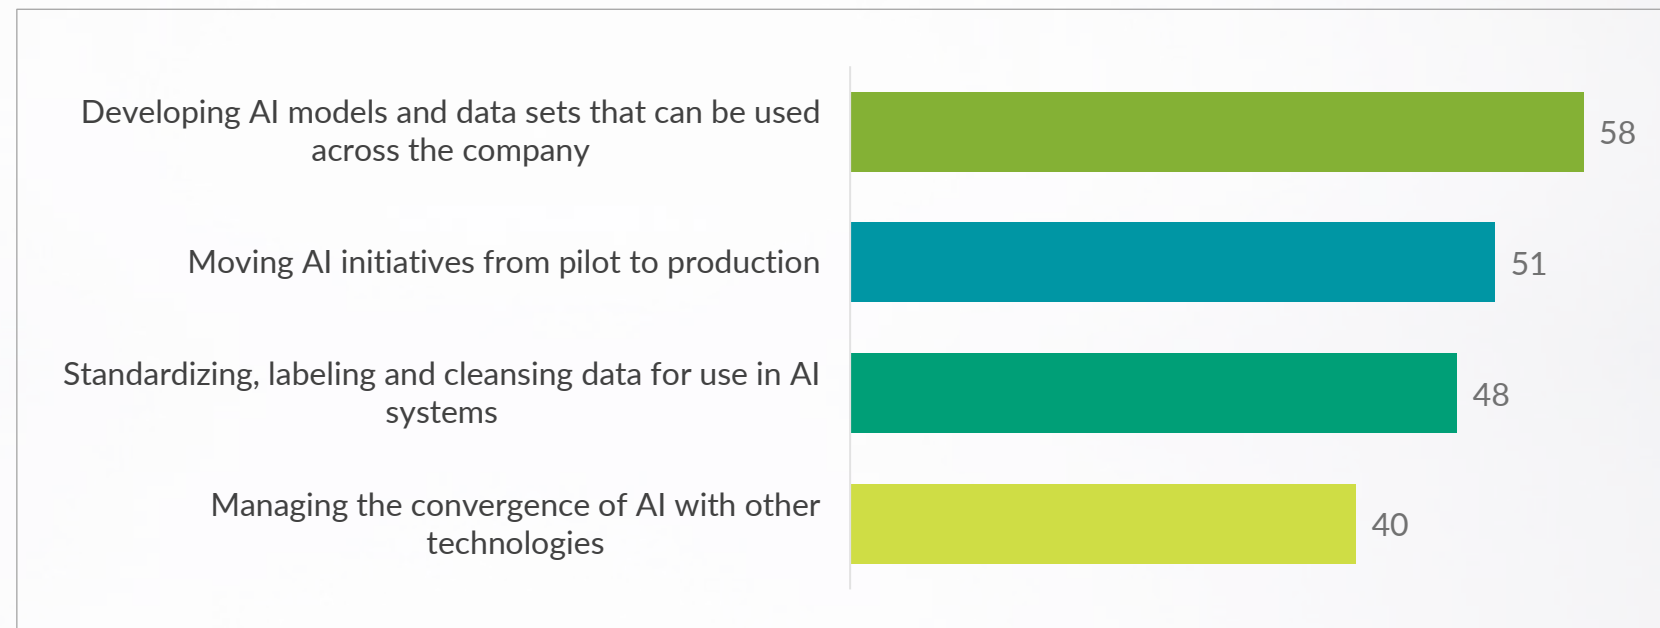 Developing AI models and data sets that can be used
across the company
58
Moving AI initiatives from pilot to production
51
Standardizing, labeling and cleansing data for use in AI
systems
48
Managing the convergence of AI with other
technologies
40